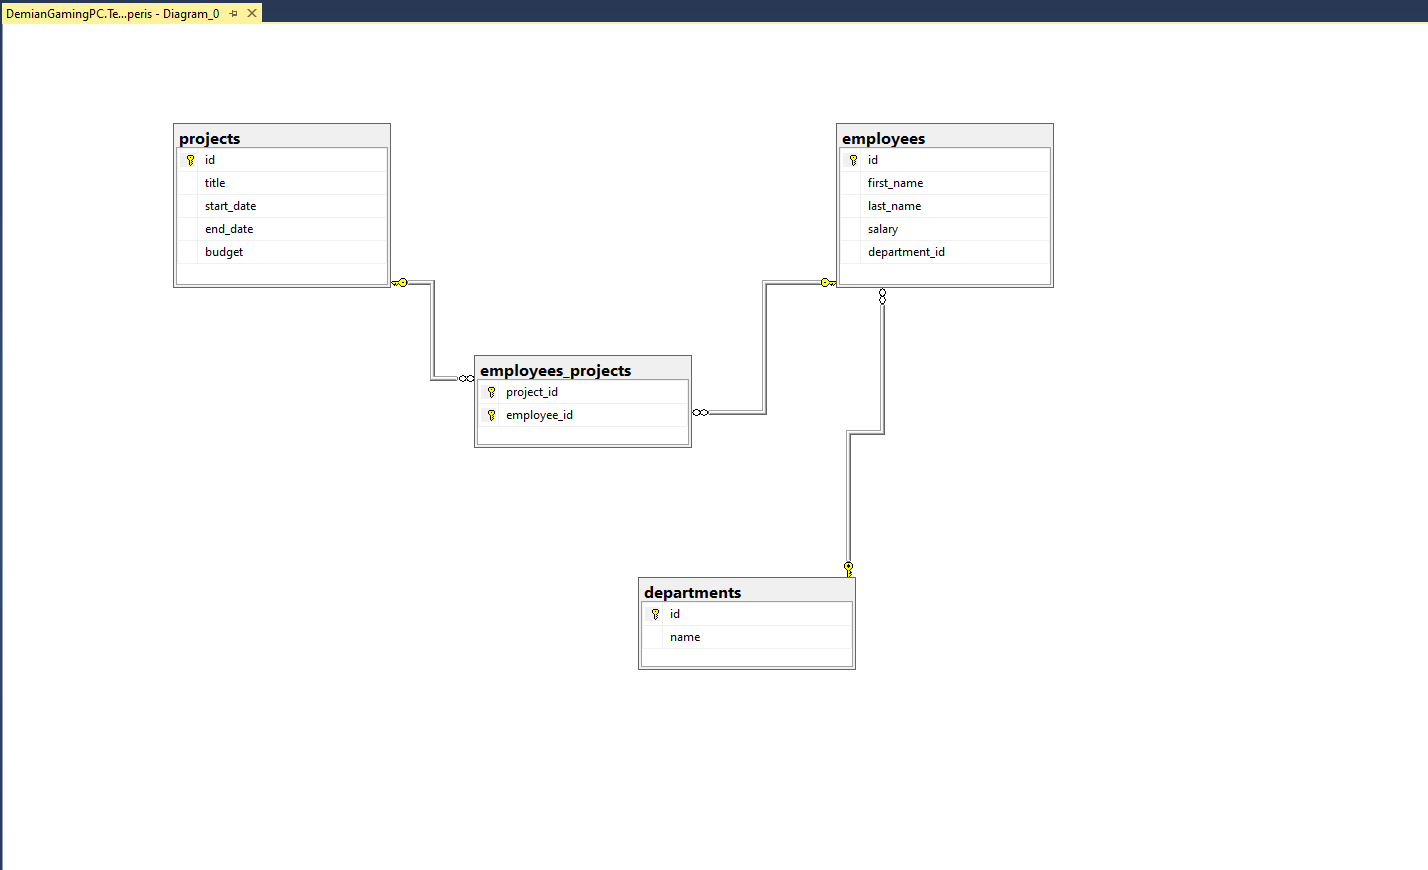 DemianGamingPC.Te...peris - Diagram_0
projects
id
title
start_date
end_date
budget
employees
id
first_name
last_name
salary
department_id
employees_projects
project_id
employee_id
departments
id
name